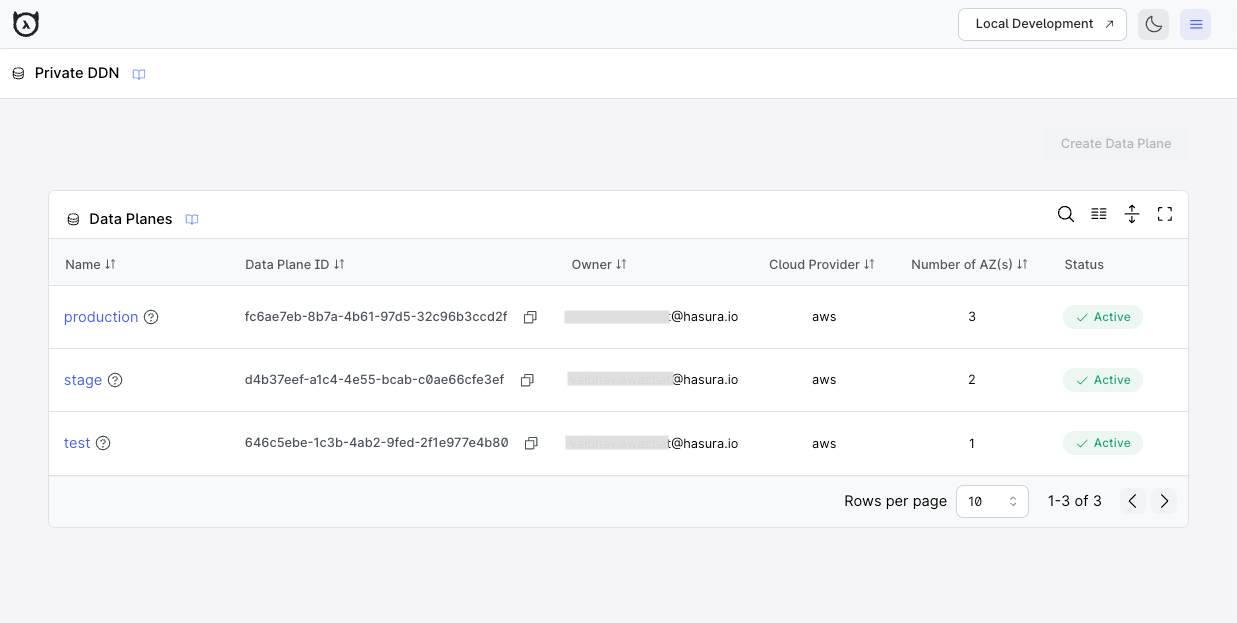 Local Development
Private DDN
Create Data Plane
Data Planes
Name Data Plane ID Owner Cloud Provider Number of AZ(s) Status
production fc6ae7eb-8b7a-4b61-97d5-32c96b3ccd2f @hasura.io aws 3 Active
stage d4b37eef-a1c4-4e55-bcab-c0ae66cfe3ef @hasura.io aws 2 Active
test 646c5ebe-1c3b-4ab2-9fed-2f1e977e4b80 @hasura.io aws 1 Active
Rows per page 10 1-3 of 3